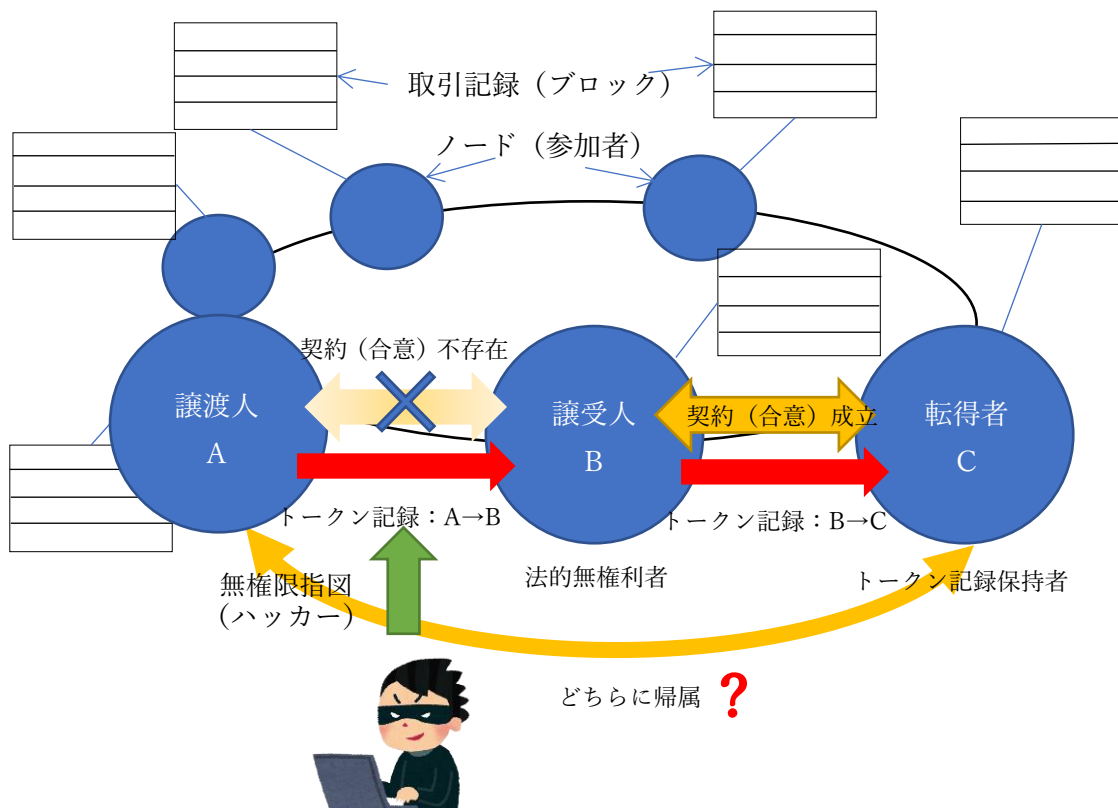 取引記録（ブロック）
ノード（参加者）
契約（合意）不存在
譲渡人
A
譲受人
B
契約（合意）成立
転得者
C
トークン記録：A→B
トークン記録：B→C
無権限指図
（ハッカー）
法的無権利者
トークン記録保持者
どちらに帰属 ?